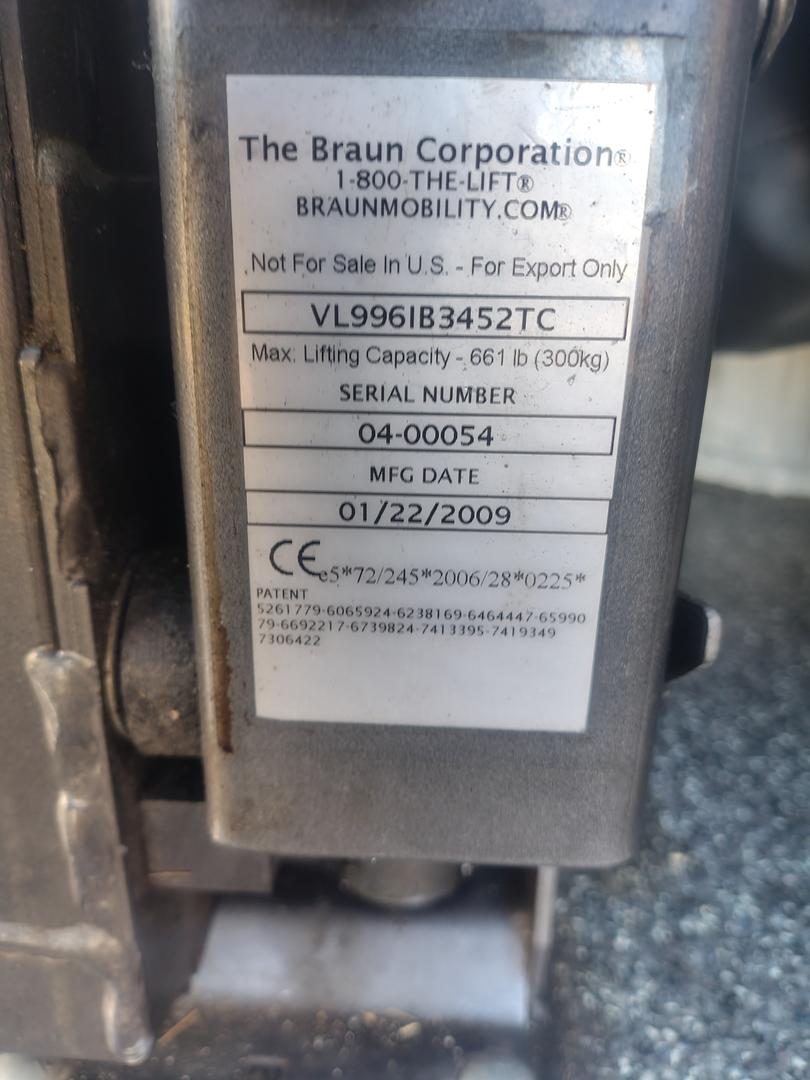 The Braun Corporation®
1-800-THE-LIFT®
BRAUNMOBILITY.COM®
Not For Sale In U.S. - For Export Only
VL996IB3452TC
Max. Lifting Capacity - 661 lb (300kg)
SERIAL NUMBER
04-00054
MFG DATE
01/22/2009
CE e5*72/245*2006/28*0225*
PATENT
5261779-6065924-6238169-6464447-65990
79-6692217-6739824-7413395-7419349
7306422